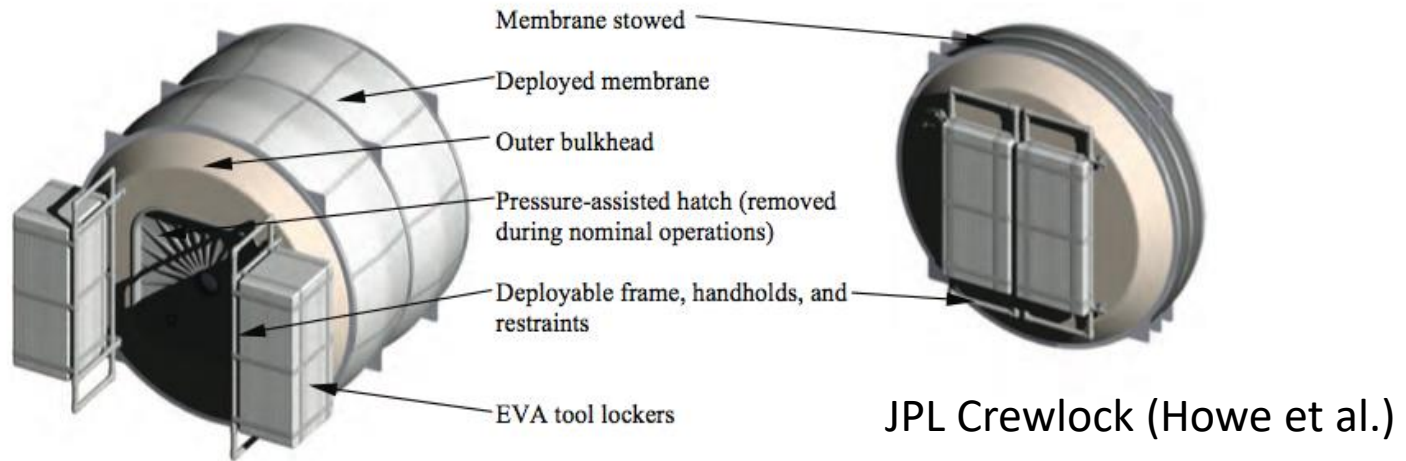 Membrane stowed
Deployed membrane
Outer bulkhead
Pressure-assisted hatch (removed
during nominal operations)
Deployable frame, handholds, and
restraints
EVA tool lockers
JPL Crewlock (Howe et al.)